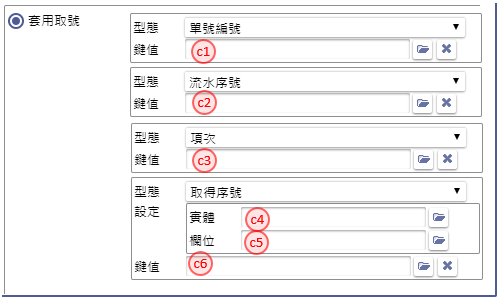 套用取號
型態 單號編號
鍵值 c1
型態 流水序號
鍵值 c2
型態 項次
鍵值 c3
型態 取得序號
設定
實體 c4
欄位 c5
鍵值 c6